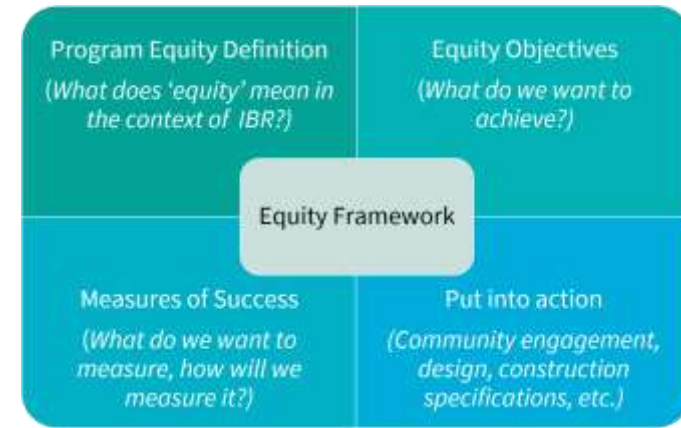 Program Equity Definition
(What does ‘equity’ mean in
the context of IBR?)
Equity Objectives
(What do we want to
achieve?)
Equity Framework
Measures of Success
(What do we want to
measure, how will we
measure it?)
Put into action
(Community engagement,
design, construction
specifications, etc.)